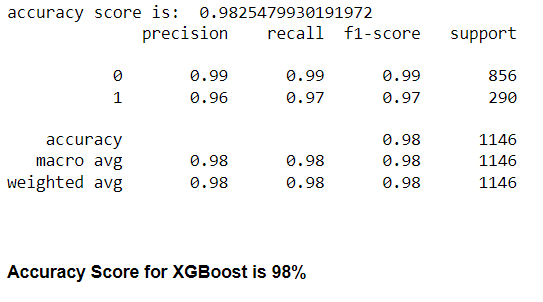 accuracy score is:  0.9825479930191972
              precision    recall  f1-score   support

           0       0.99      0.99      0.99       856
           1       0.96      0.97      0.97       290

    accuracy                           0.98      1146
   macro avg       0.98      0.98      0.98      1146
weighted avg       0.98      0.98      0.98      1146

Accuracy Score for XGBoost is 98%